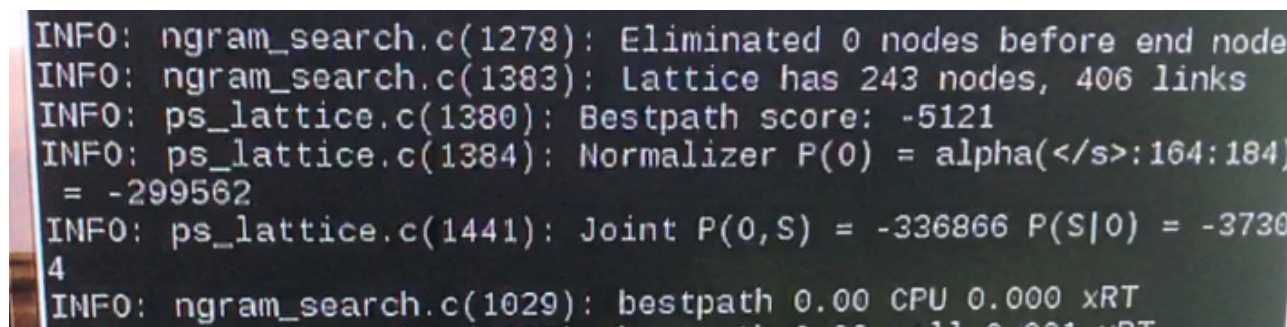 INFO: ngram_search.c(1278): Eliminated 0 nodes before end node
INFO: ngram_search.c(1383): Lattice has 243 nodes, 406 links
INFO: ps_lattice.c(1380): Bestpath score: -5121
INFO: ps_lattice.c(1384): Normalizer P(O) = alpha(</s>:164:184)
= -299562
INFO: ps_lattice.c(1441): Joint P(O,S) = -336866 P(S|O) = -3730
4
INFO: ngram_search.c(1029): bestpath 0.00 CPU 0.000 xRT